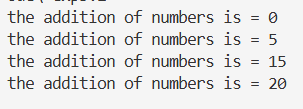 the addition of numbers is = 0
the addition of numbers is = 5
the addition of numbers is = 15
the addition of numbers is = 20